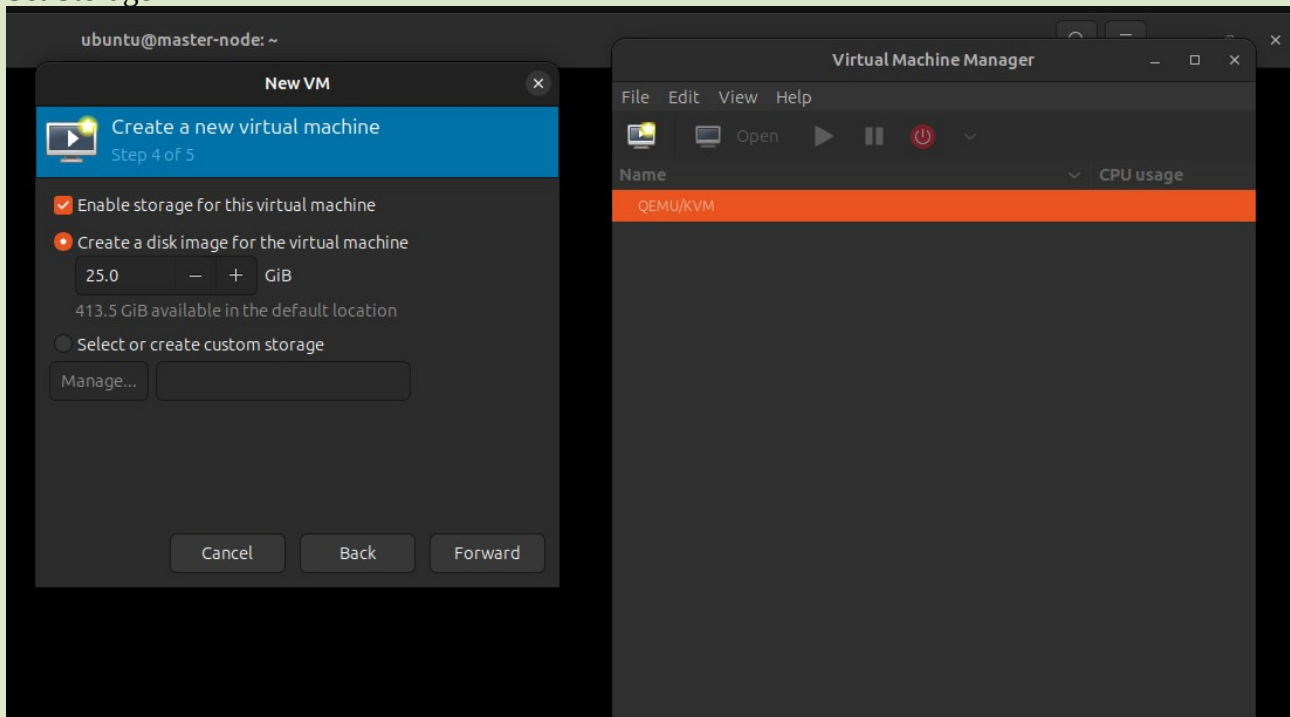 ubuntu@master-node: ~
New VM
Create a new virtual machine
Step 4 of 5
Enable storage for this virtual machine
Create a disk image for the virtual machine
25.0 − + GiB
413.5 GiB available in the default location
Select or create custom storage
Manage...
Cancel Back Forward
Virtual Machine Manager
File Edit View Help
Open
Name CPU usage
QEMU/KVM